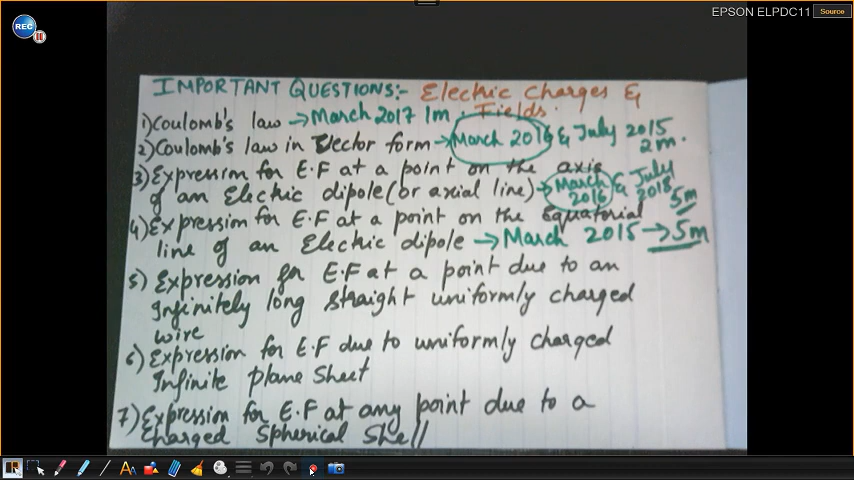 EPSON ELPDC11 Source
REC
IMPORTANT QUESTIONS:- Electric Charges &
Fields.
1) Coulomb's law → March 2017 1m
2) Coulomb's law in Vector form → March 2016 & July 2015
2m.
3) Expression for E.F at a point on the axis
of an Electric dipole (or axial line) → March 2016 & July 2018 5m
4) Expression for E.F at a point on the Equatorial
line of an Electric dipole → March 2015 → 5m
5) Expression for E.F at a point due to an
Infinitely long straight uniformly charged
wire
6) Expression for E.F due to uniformly charged
Infinite plane sheet
7) Expression for E.F at any point due to a
charged Spherical Shell